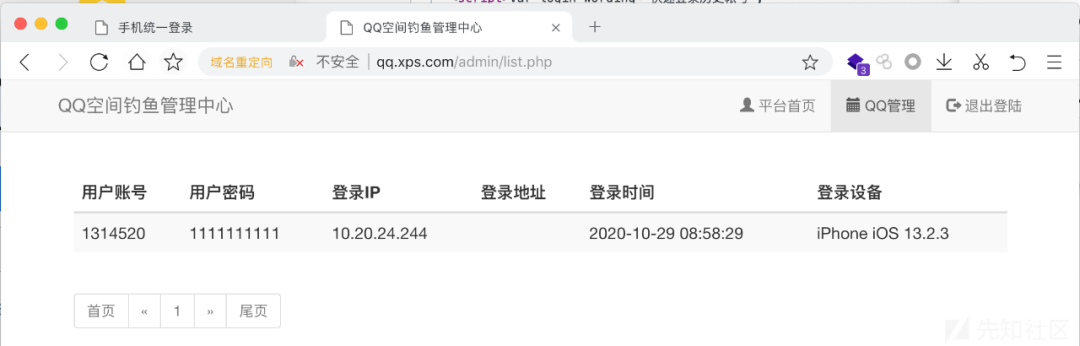 手机统一登录
QQ空间钓鱼管理中心
域名重定向 不安全 qq.xps.com/admin/list.php
3
QQ空间钓鱼管理中心 平台首页 QQ管理 退出登陆
用户账号 用户密码 登录IP 登录地址 登录时间 登录设备
1314520 1111111111 10.20.24.244 2020-10-29 08:58:29 iPhone iOS 13.2.3
首页 « 1 » 尾页
先知社区